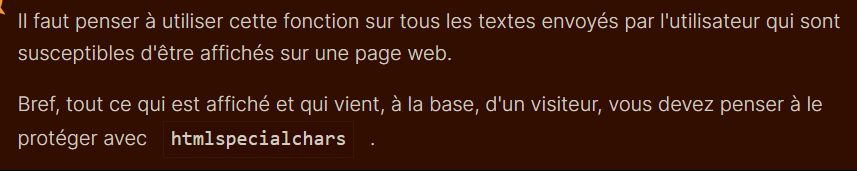 Il faut penser à utiliser cette fonction sur tous les textes envoyés par l'utilisateur qui sont
susceptibles d'être affichés sur une page web.
Bref, tout ce qui est affiché et qui vient, à la base, d'un visiteur, vous devez penser à le
protéger avec htmlspecialchars .